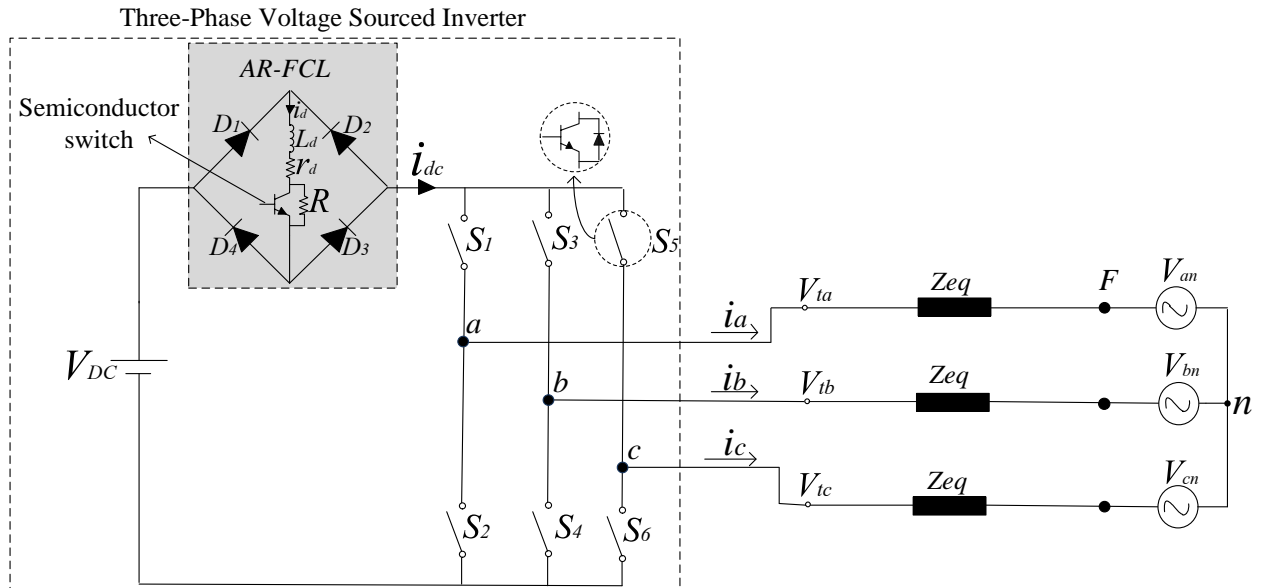 Three-Phase Voltage Sourced Inverter
AR-FCL
Semiconductor
switch
D1
id
D2
Ld
rd
R
D4
D3
idc
S1
S3
S5
a
b
c
S2
S4
S6
VDC
ia
Vta
Zeq
F
Van
ib
Vtb
Zeq
Vbn
n
ic
Vtc
Zeq
Vcn